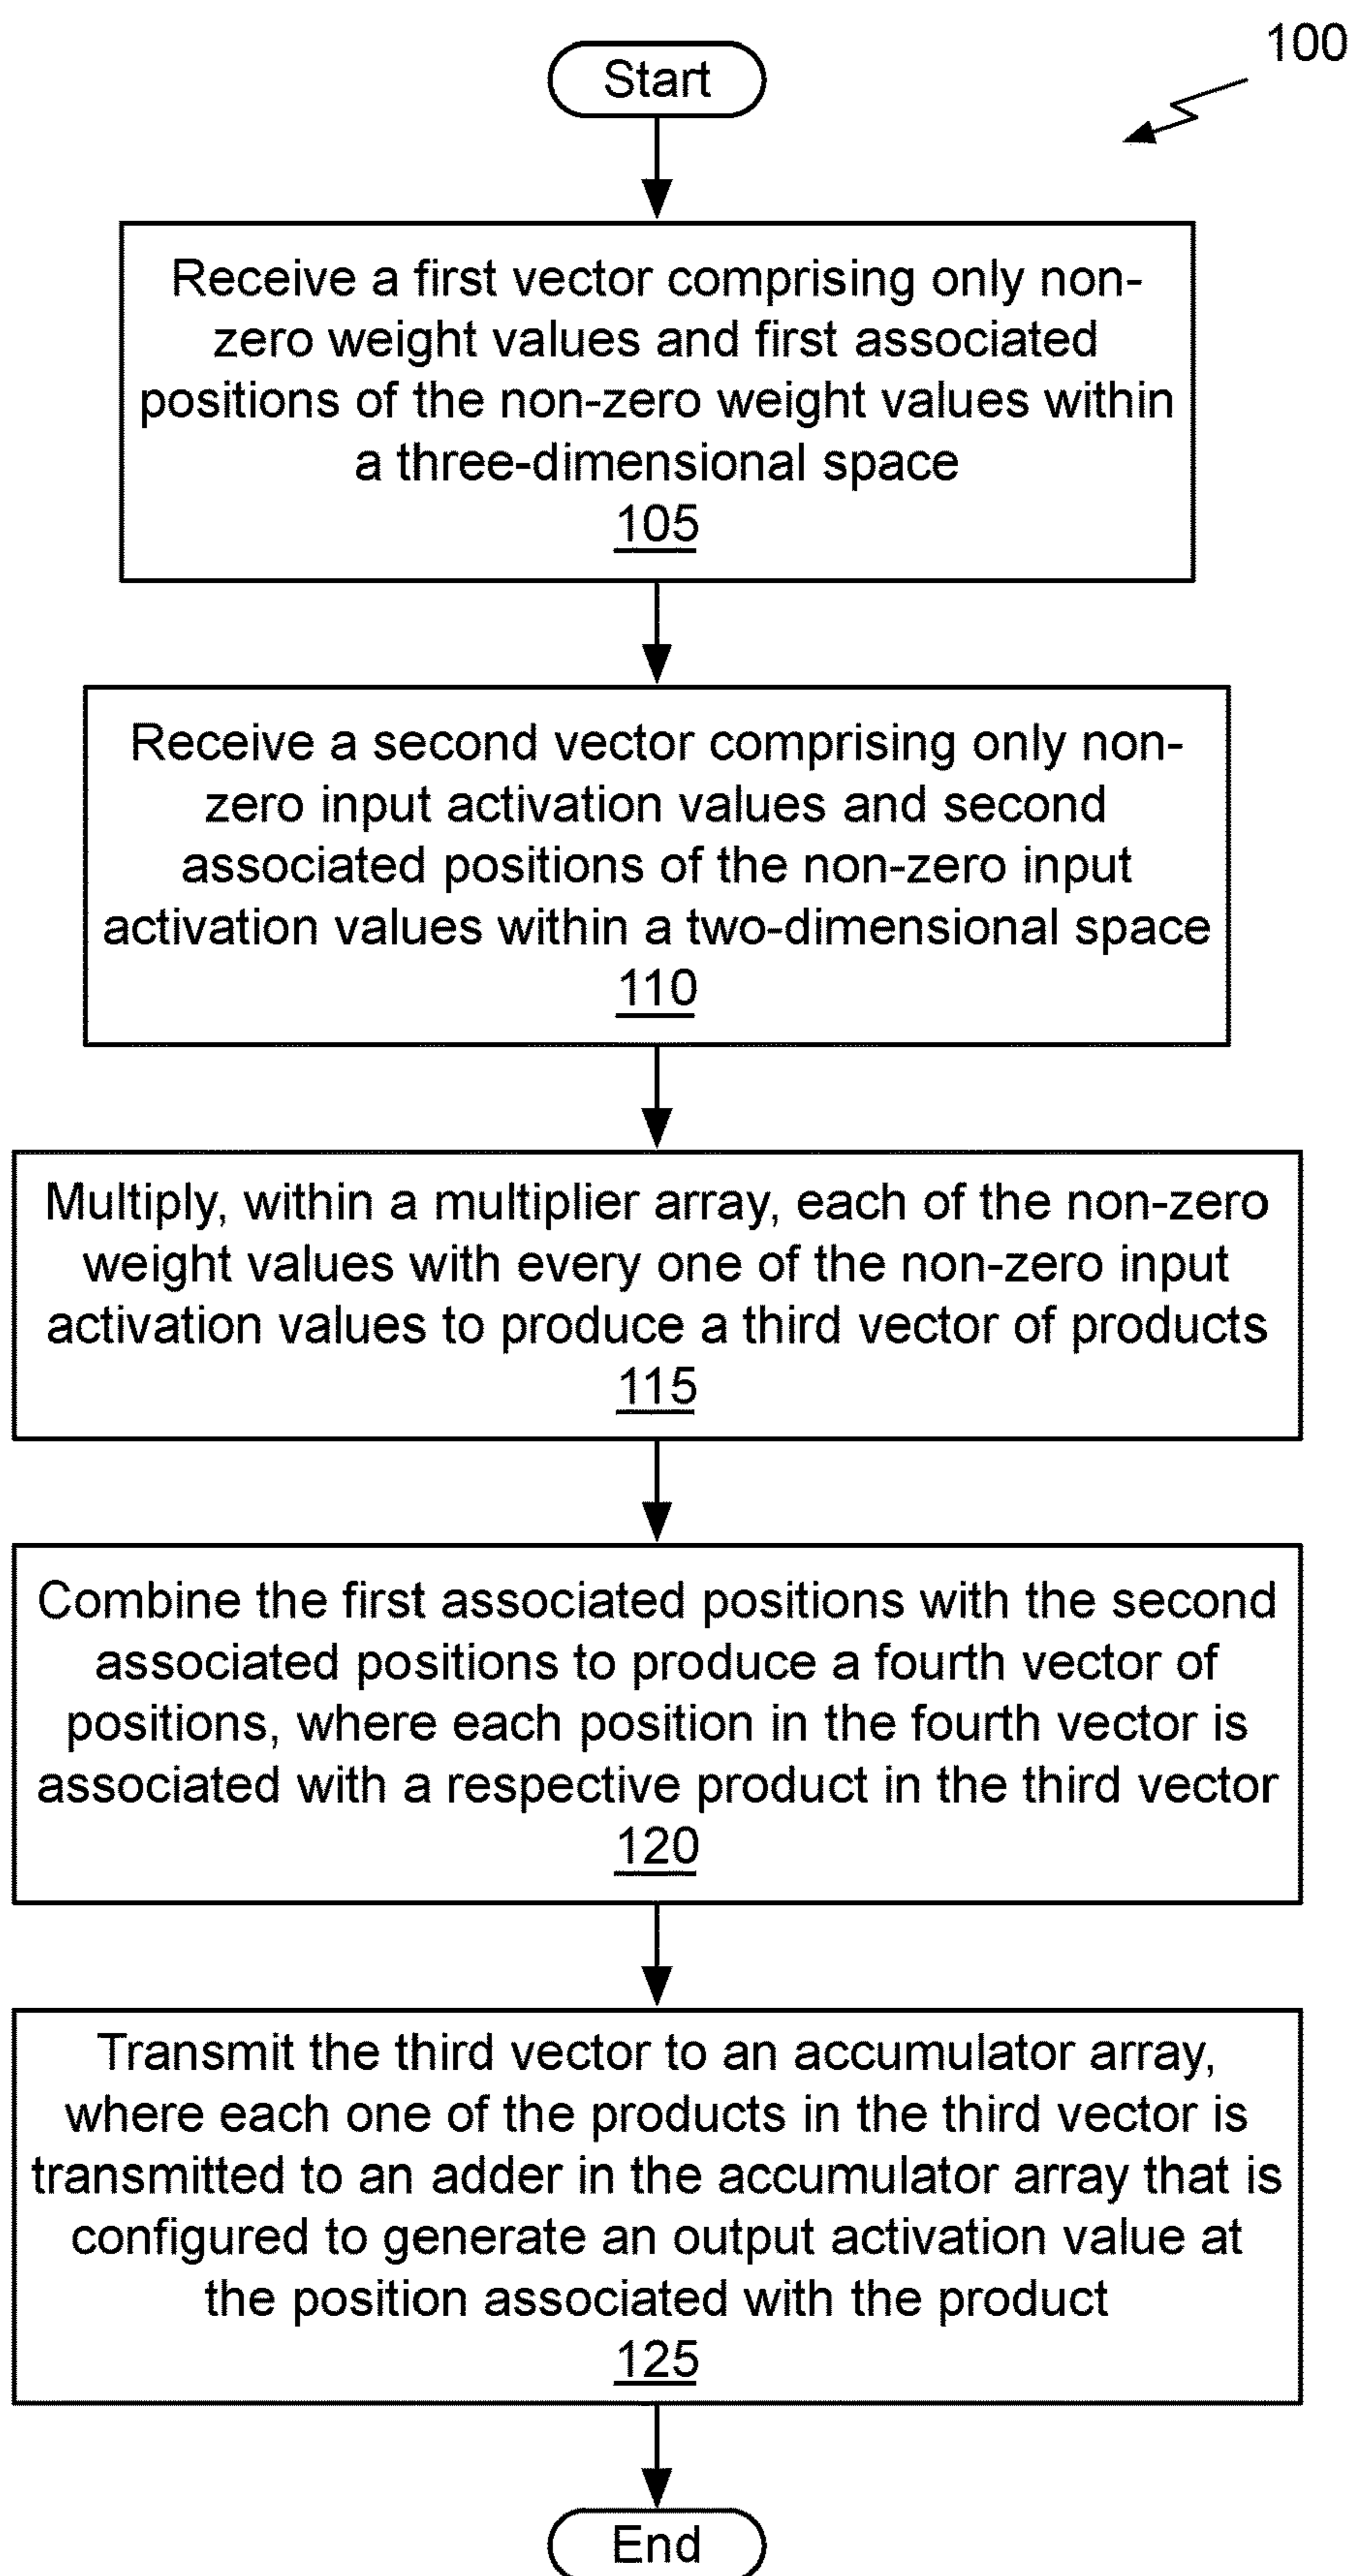 100
Start
Receive a first vector comprising only non-
zero weight values and first associated
positions of the non-zero weight values within
a three-dimensional space
105
Receive a second vector comprising only non-
zero input activation values and second
associated positions of the non-zero input
activation values within a two-dimensional space
110
Multiply, within a multiplier array, each of the non-zero
weight values with every one of the non-zero input
activation values to produce a third vector of products
115
Combine the first associated positions with the second
associated positions to produce a fourth vector of
positions, where each position in the fourth vector is
associated with a respective product in the third vector
120
Transmit the third vector to an accumulator array,
where each one of the products in the third vector is
transmitted to an adder in the accumulator array that is
configured to generate an output activation value at
the position associated with the product
125
End